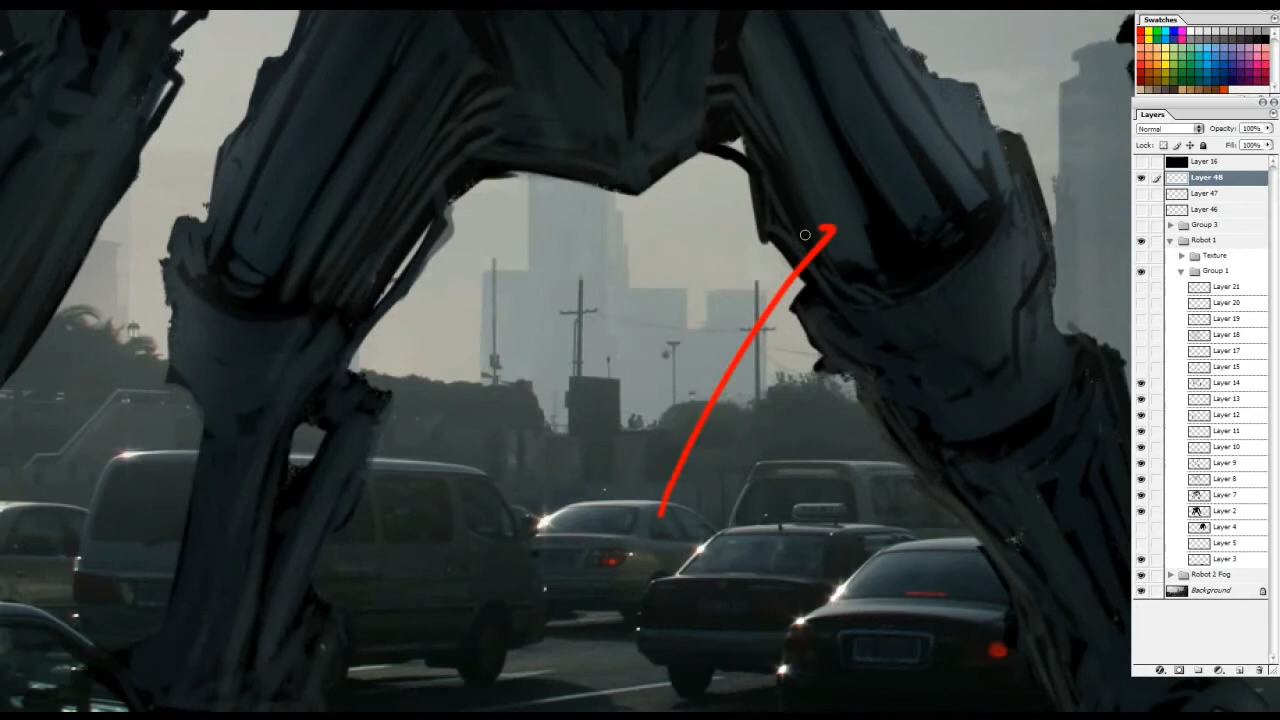 Swatches
Layers
Normal
Opacity: 100%
Lock:
Fill: 100%
Layer 16
Layer 48
Layer 47
Layer 46
Group 3
Robot 1
Texture
Group 1
Layer 21
Layer 20
Layer 19
Layer 18
Layer 17
Layer 15
Layer 14
Layer 13
Layer 12
Layer 11
Layer 10
Layer 9
Layer 8
Layer 7
Layer 2
Layer 4
Layer 5
Layer 3
Robot 2 Fog
Background